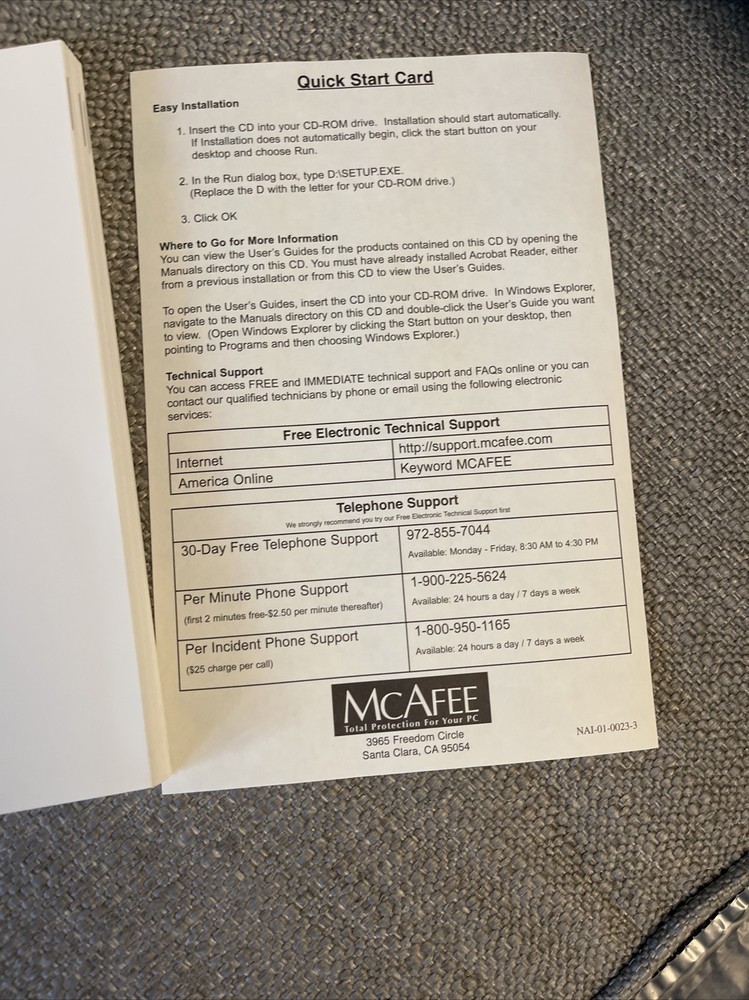 Quick Start Card
Easy Installation
1. Insert the CD into your CD-ROM drive. Installation should start automatically.
If Installation does not automatically begin, click the start button on your
desktop and choose Run.
2. In the Run dialog box, type D:\SETUP.EXE.
(Replace the D with the letter for your CD-ROM drive.)
3. Click OK
Where to Go for More Information
You can view the User's Guides for the products contained on this CD by opening the
Manuals directory on this CD. You must have already installed Acrobat Reader, either
from a previous installation or from this CD to view the User's Guides.
To open the User's Guides, insert the CD into your CD-ROM drive. In Windows Explorer,
navigate to the Manuals directory on this CD and double-click the User's Guide you want
to view. (Open Windows Explorer by clicking the Start button on your desktop, then
pointing to Programs and then choosing Windows Explorer.)
Technical Support
You can access FREE and IMMEDIATE technical support and FAQs online or you can
contact our qualified technicians by phone or email using the following electronic
services:
Free Electronic Technical Support
Internet http://support.mcafee.com
America Online Keyword MCAFEE
Telephone Support
We strongly recommend you try our Free Electronic Technical Support first
30-Day Free Telephone Support 972-855-7044
Available: Monday - Friday, 8:30 AM to 4:30 PM
Per Minute Phone Support 1-900-225-5624
(first 2 minutes free-$2.50 per minute thereafter) Available: 24 hours a day / 7 days a week
Per Incident Phone Support 1-800-950-1165
($25 charge per call) Available: 24 hours a day / 7 days a week
MCAFEE
Total Protection For Your PC
3965 Freedom Circle
Santa Clara, CA 95054
NAI-01-0023-3